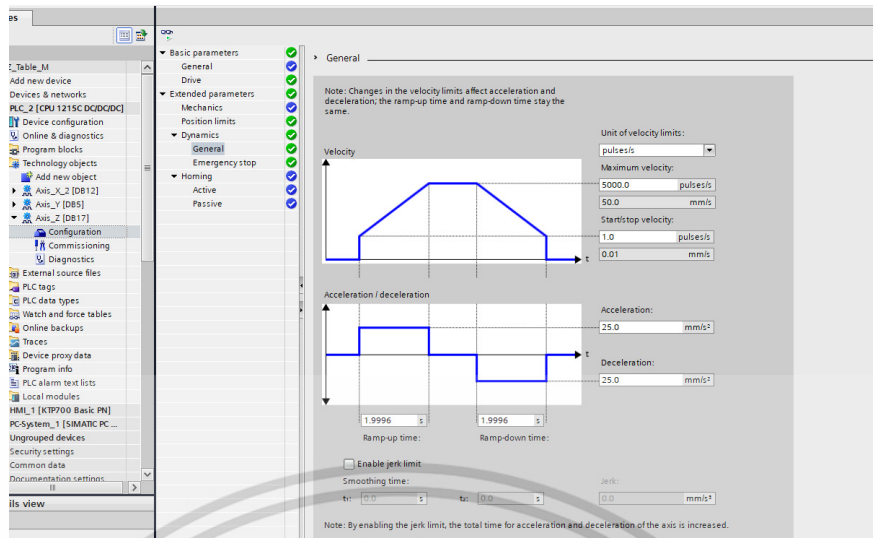 es
Z_Table_M
Add new device
Devices & networks
PLC_2 [CPU 1215C DC/DC/DC]
Device configuration
Online & diagnostics
Program blocks
Technology objects
Add new object
Axis_X_2 [DB12]
Axis_Y [DB5]
Axis_Z [DB17]
Configuration
Commissioning
Diagnostics
External source files
PLC tags
PLC data types
Watch and force tables
Online backups
Traces
Device proxy data
Program info
PLC alarm text lists
Local modules
HMI_1 [KTP700 Basic PN]
PC-System_1 [SIMATIC PC ...
Ungrouped devices
Security settings
Common data
Documentation settings
ils view
Basic parameters
General
Drive
Extended parameters
Mechanics
Position limits
Dynamics
General
Emergency stop
Homing
Active
Passive
General
Note: Changes in the velocity limits affect acceleration and
deceleration; the ramp-up time and ramp-down time stay the
same.
Unit of velocity limits:
pulses/s
Velocity
Maximum velocity:
5000.0 pulses/s
50.0 mm/s
Start/stop velocity:
1.0 pulses/s
0.01 mm/s
t
Acceleration / deceleration
Acceleration:
25.0 mm/s²
t
Deceleration:
25.0 mm/s²
1.9996 s 1.9996 s
Ramp-up time: Ramp-down time:
Enable jerk limit
Smoothing time: Jerk:
0.0 s 0.0 s 0.0 mm/s³
Note: By enabling the jerk limit, the total time for acceleration and deceleration of the axis is increased.